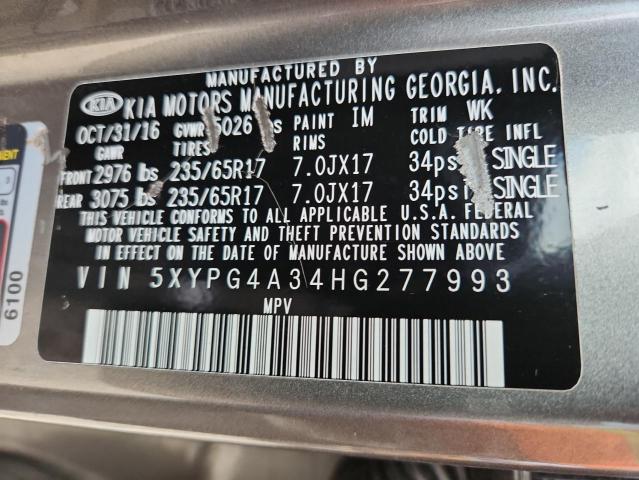 MANUFACTURED BY
KIA KIA MOTORS MANUFACTURING GEORGIA, INC.
OCT/31/16 GVWR 5026 PAINT IM TRIM WK
GAWR TIRES RIMS COLD TIRE INFL
FRONT 2976 lbs 235/65R17 7.0JX17 34psi SINGLE
REAR 3075 lbs 235/65R17 7.0JX17 34psi SINGLE
THIS VEHICLE CONFORMS TO ALL APPLICABLE U.S.A. FEDERAL
MOTOR VEHICLE SAFETY AND THEFT PREVENTION STANDARDS
IN EFFECT ON THE DATE OF MANUFACTURE SHOWN ABOVE.
VIN 5XYPG4A34HG277993
MPV
6100